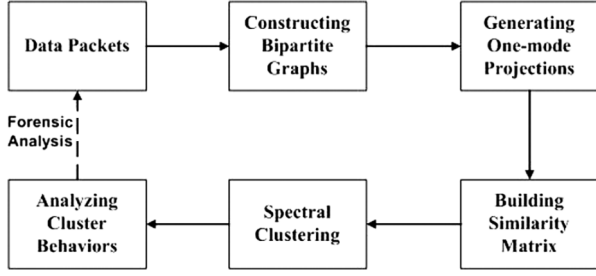 Data Packets
Constructing
Bipartite
Graphs
Generating
One-mode
Projections
Forensic
Analysis
Building
Similarity
Matrix
Spectral
Clustering
Analyzing
Cluster
Behaviors